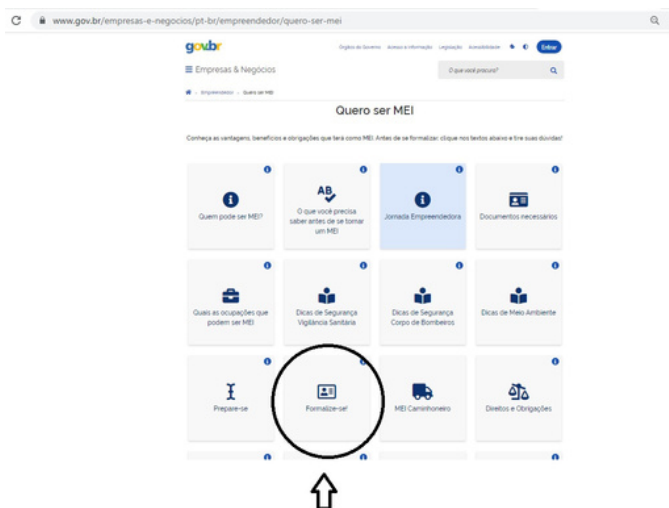 www.gov.br/empresas-e-negocios/pt-br/empreendedor/quero-ser-mei
gov.br
Órgãos do Governo Acesso à Informação Legislação Acessibilidade Entrar
Empresas & Negócios
O que você procura?
Empreendedor > Quero ser MEI
Quero ser MEI
Conheça as vantagens, benefícios e obrigações que terá como MEI. Antes de se formalizar, clique nos textos abaixo e tire suas dúvidas!
Quem pode ser MEI?
O que você precisa
saber antes de se tornar
um MEI
Jornada Empreendedora
Documentos necessários
Quais as ocupações que
podem ser MEI
Dicas de Segurança
Vigilância Sanitária
Dicas de Segurança
Corpo de Bombeiros
Dicas de Meio Ambiente
Prepare-se
Formalize-se!
MEI Caminhoneiro
Direitos e Obrigações